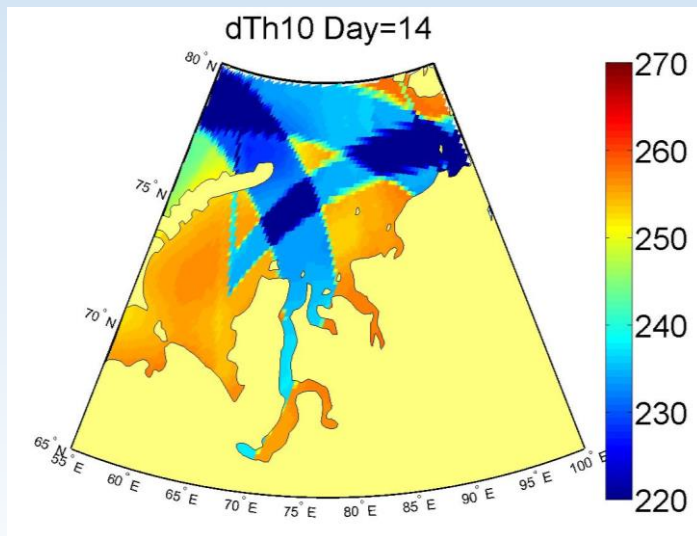 dTh10 Day=14
80 °N
75 °N
70 °N
65 °N
55 °E
60 °E
65 °E
70 °E
75 °E
80 °E
85 °E
90 °E
95 °E
100 °E
270
260
250
240
230
220